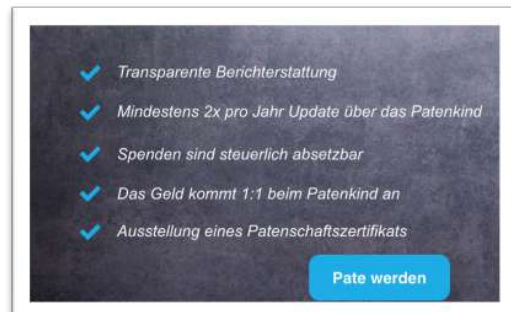 Transparente Berichterstattung
Mindestens 2x pro Jahr Update über das Patenkind
Spenden sind steuerlich absetzbar
Das Geld kommt 1:1 beim Patenkind an
Ausstellung eines Patenschaftszertifikats
Pate werden